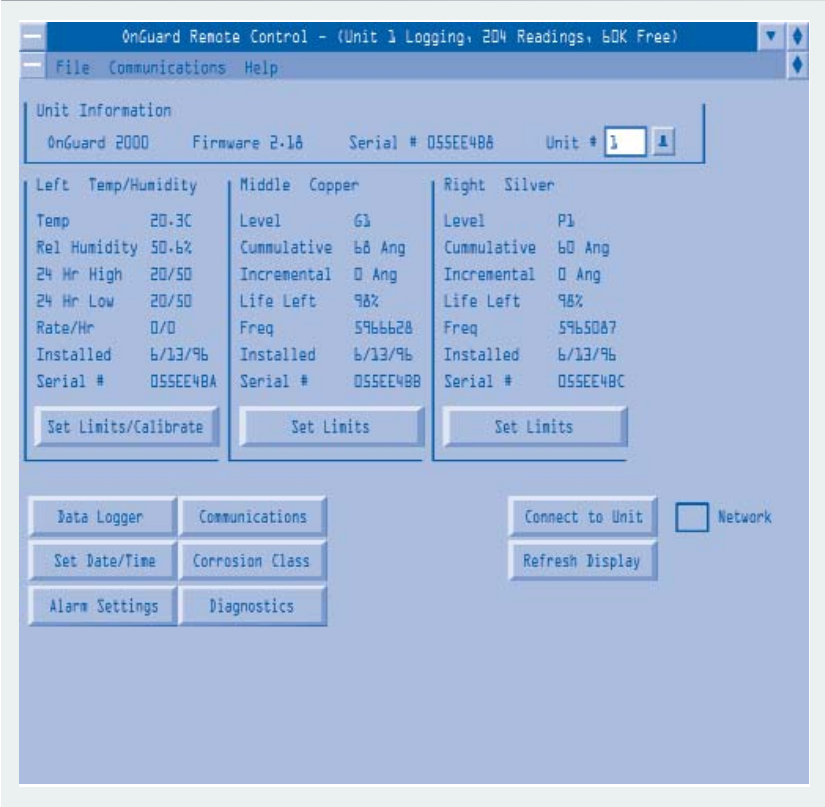 OnGuard Remote Control - (Unit 1 Logging, 204 Readings, 60K Free)
File Communications Help
Unit Information
OnGuard 2000 Firmware 2.18 Serial # 055EE4B8 Unit # 1
Left Temp/Humidity
Temp 20.3C
Rel Humidity 50.6%
24 Hr High 20/50
24 Hr Low 20/50
Rate/Hr 0/0
Installed 6/13/96
Serial # 055EE4BA
Set Limits/Calibrate
Middle Copper
Level G1
Cummulative 68 Ang
Incremental 0 Ang
Life Left 98%
Freq 5966628
Installed 6/13/96
Serial # 055EE4BB
Set Limits
Right Silver
Level P1
Cummulative 60 Ang
Incremental 0 Ang
Life Left 98%
Freq 5965087
Installed 6/13/96
Serial # 055EE4BC
Set Limits
Data Logger Communications Connect to Unit Network
Set Date/Time Corrosion Class Refresh Display
Alarm Settings Diagnostics